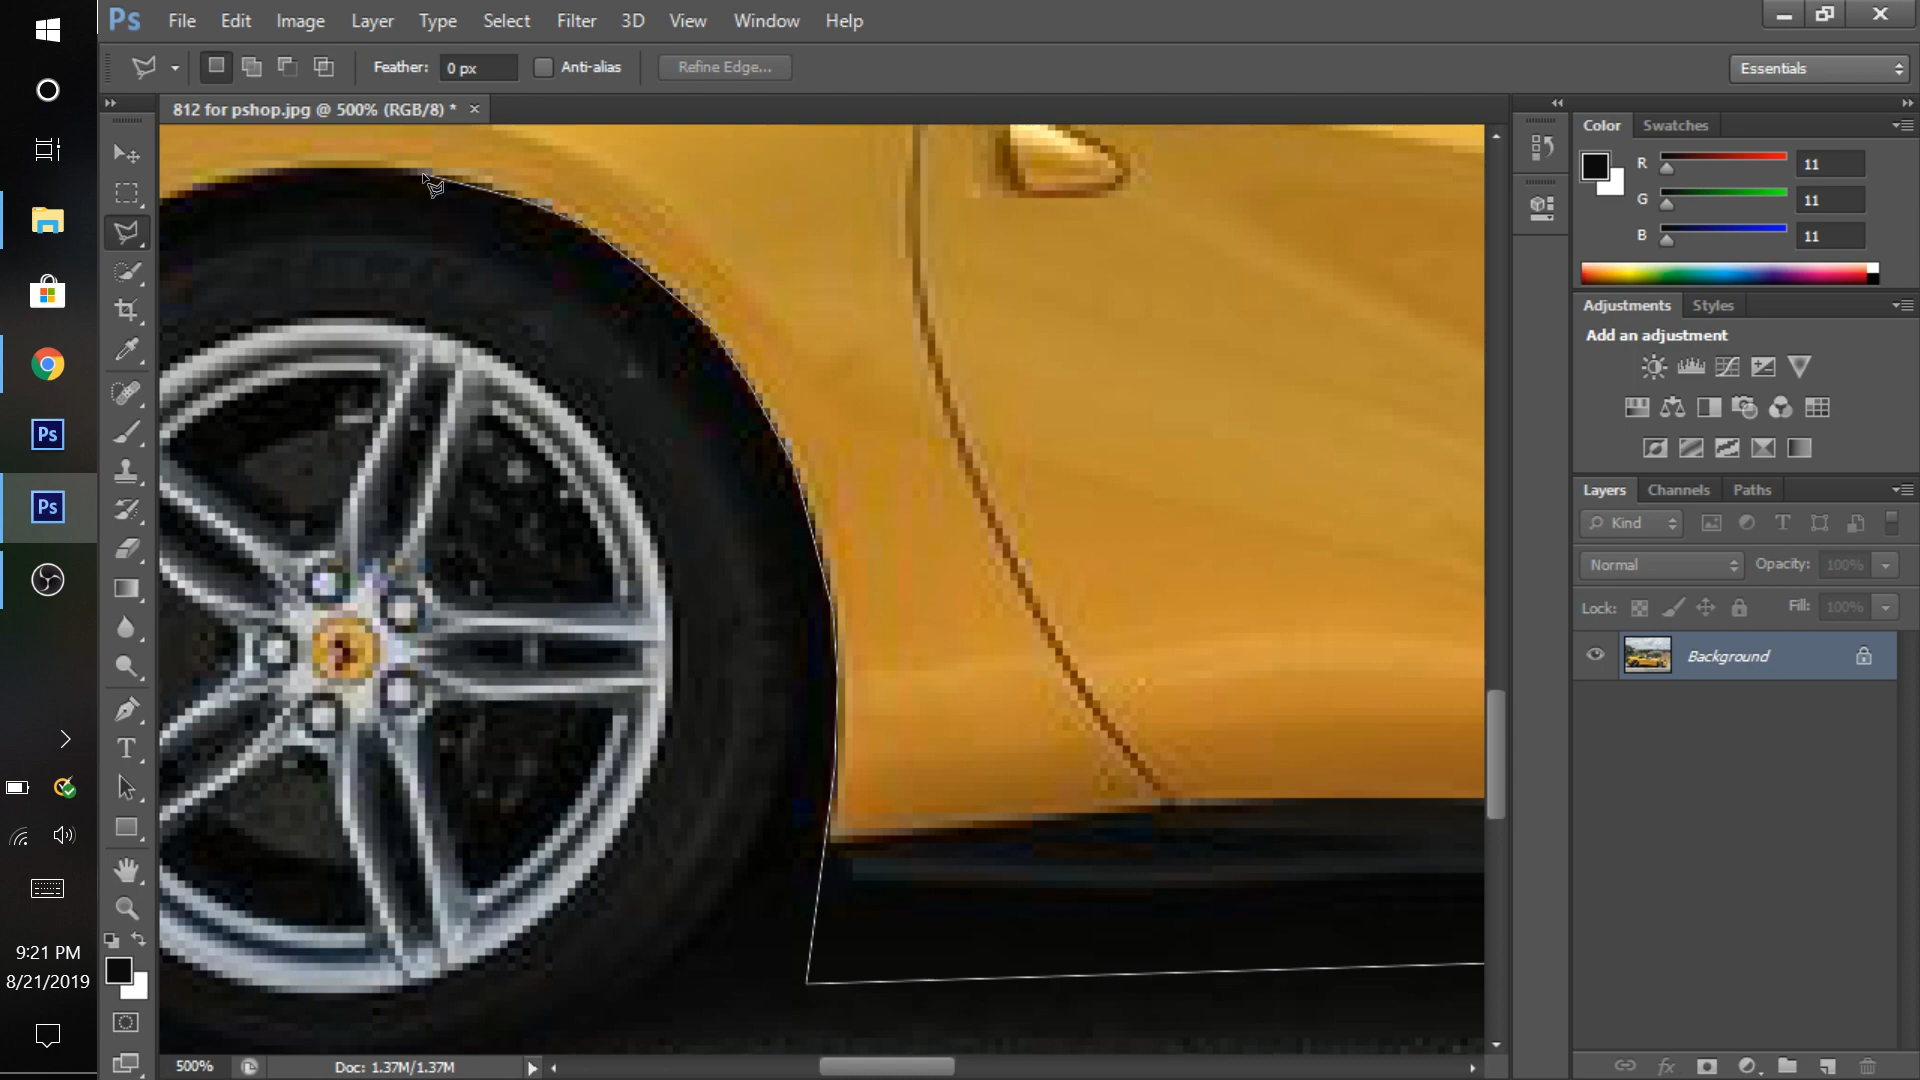 Ps File Edit Image Layer Type Select Filter 3D View Window Help
Feather: 0 px Anti-alias Refine Edge... Essentials
812 for pshop.jpg @ 500% (RGB/8) * ×
Color Swatches
R 11
G 11
B 11
Adjustments Styles
Add an adjustment
Ps
Layers Channels Paths
Ps
Kind
Normal Opacity: 100%
Lock: Fill: 100%
Background
T
9:21 PM
8/21/2019
500% Doc: 1.37M/1.37M
fx